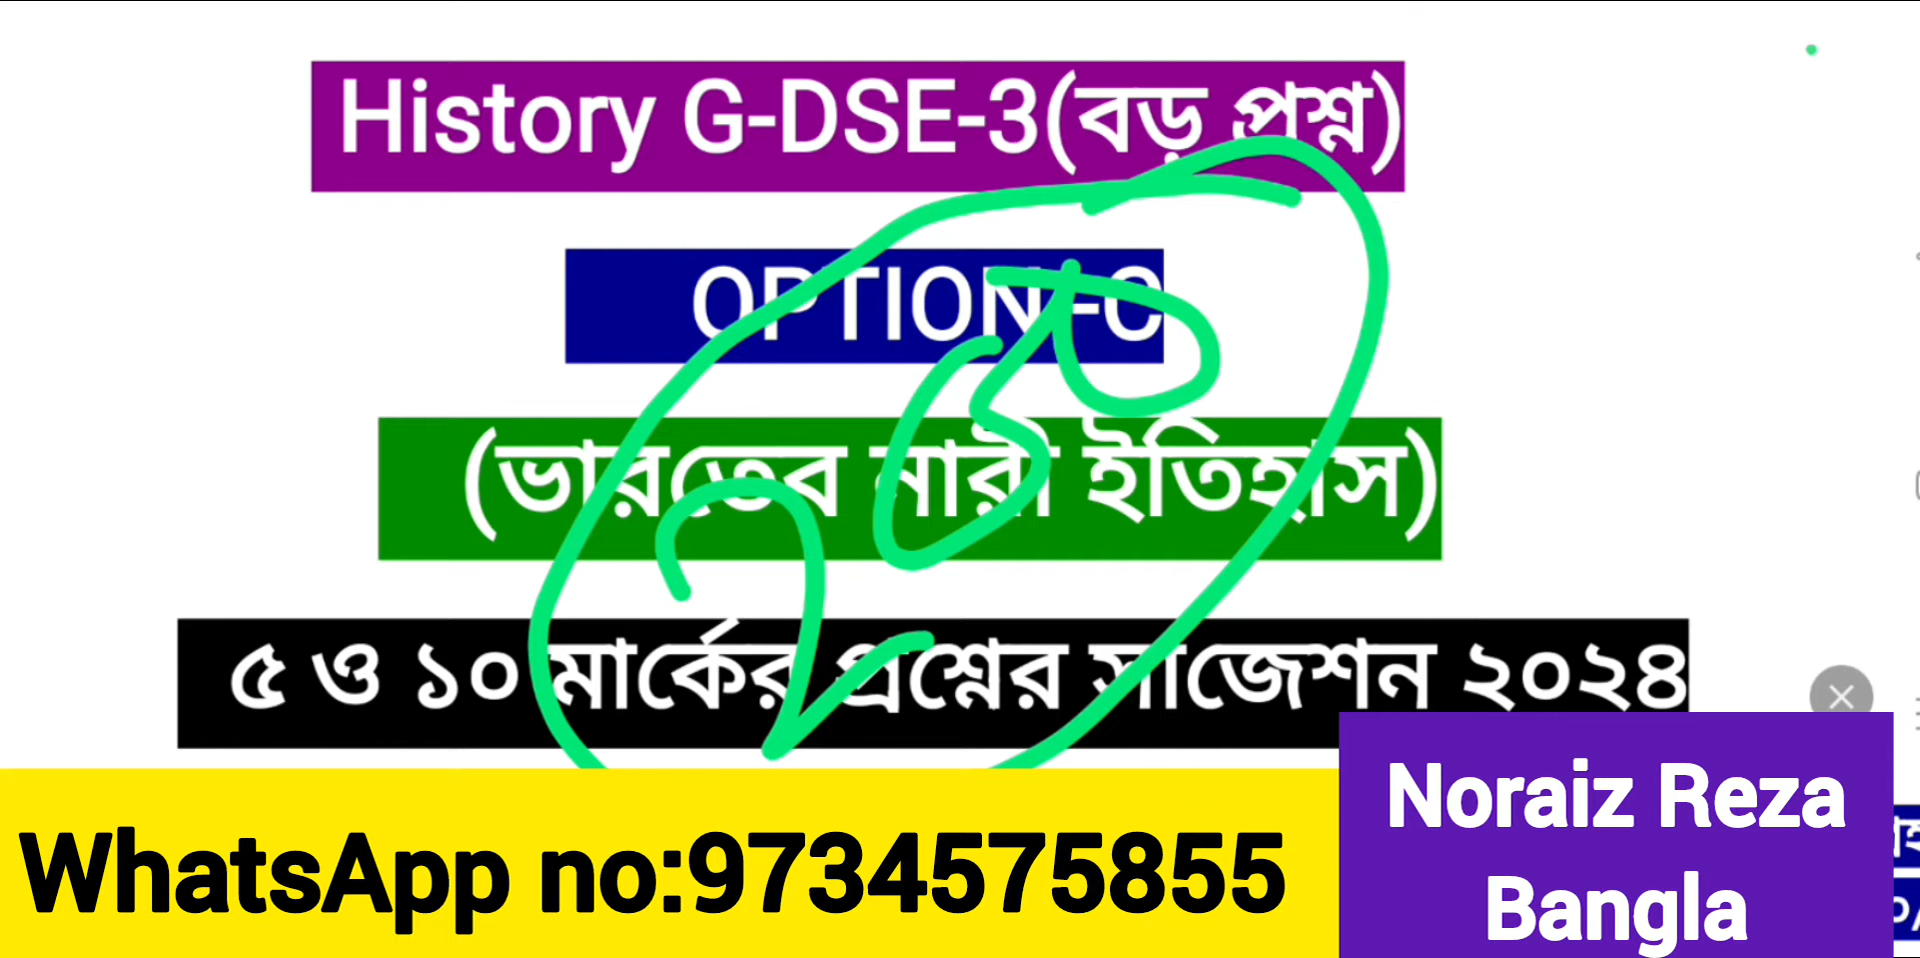 History G-DSE-3(বড় প্রশ্ন)
OPTION -C
(ভারতের নারী ইতিহাস)
৫ ও ১০ মার্কের প্রশ্নের সাজেশন ২০২৪
WhatsApp no:9734575855
Noraiz Reza
Bangla